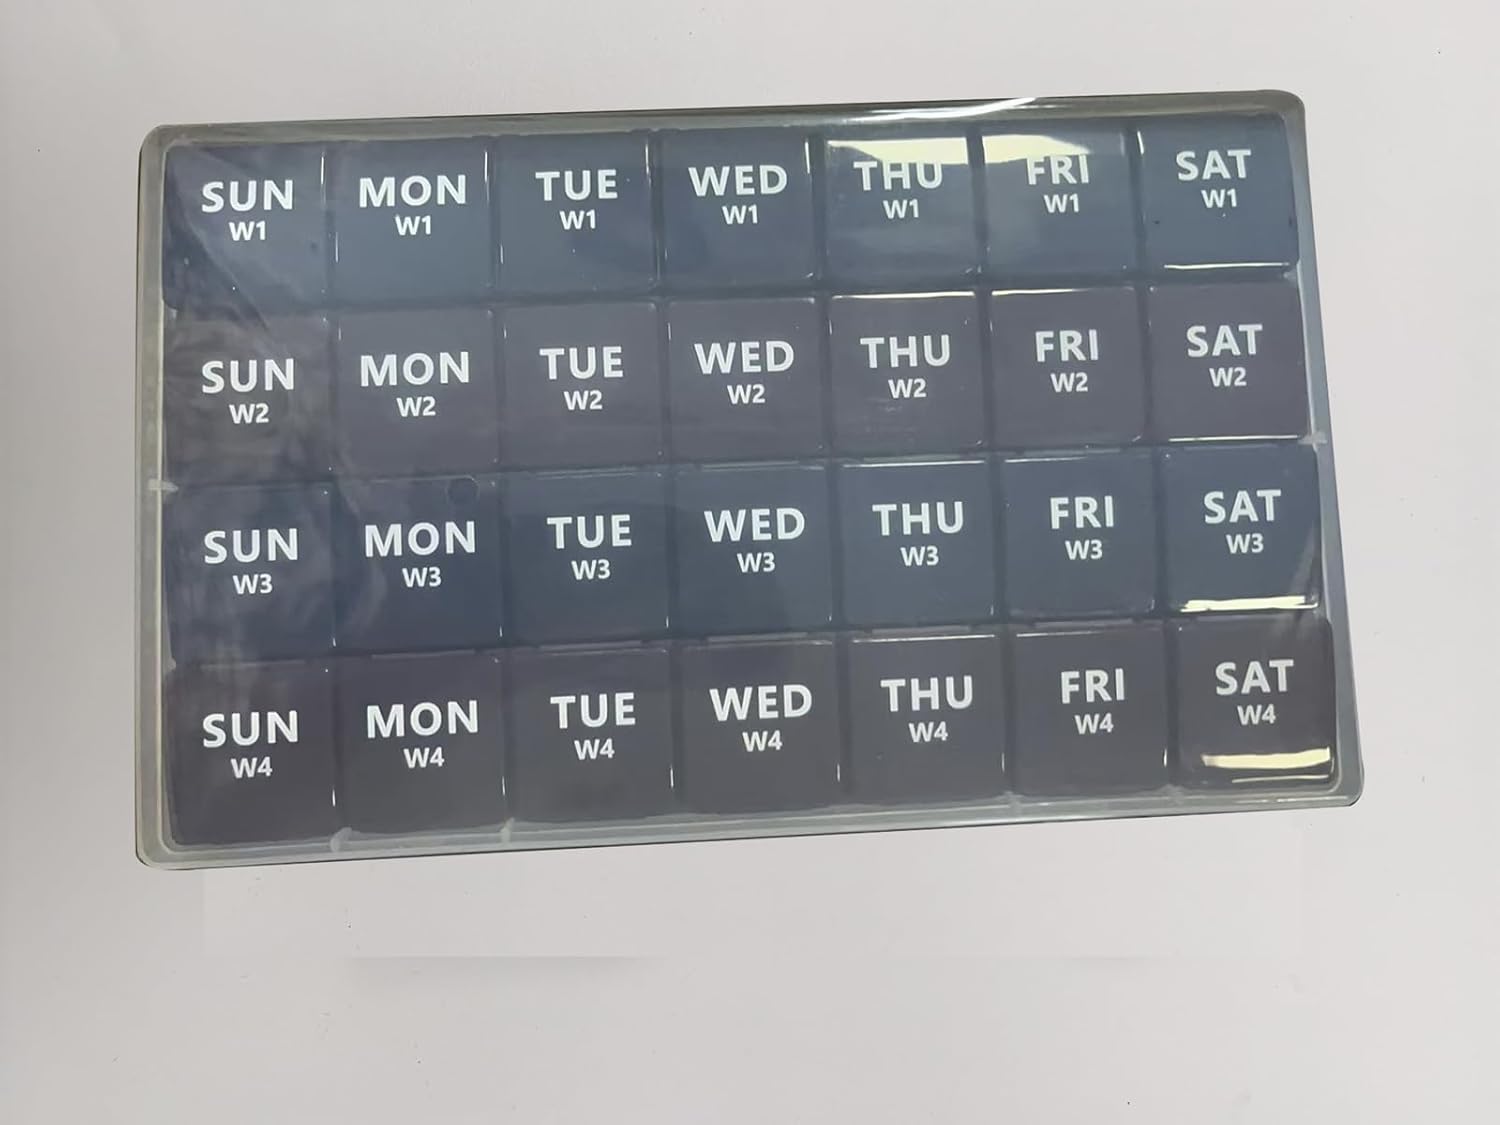 SUN MON TUE WED THU FRI SAT
W1 W1 W1 W1 W1 W1 W1
SUN MON TUE WED THU FRI SAT
W2 W2 W2 W2 W2 W2 W2
SUN MON TUE WED THU FRI SAT
W3 W3 W3 W3 W3 W3 W3
SUN MON TUE WED THU FRI SAT
W4 W4 W4 W4 W4 W4 W4